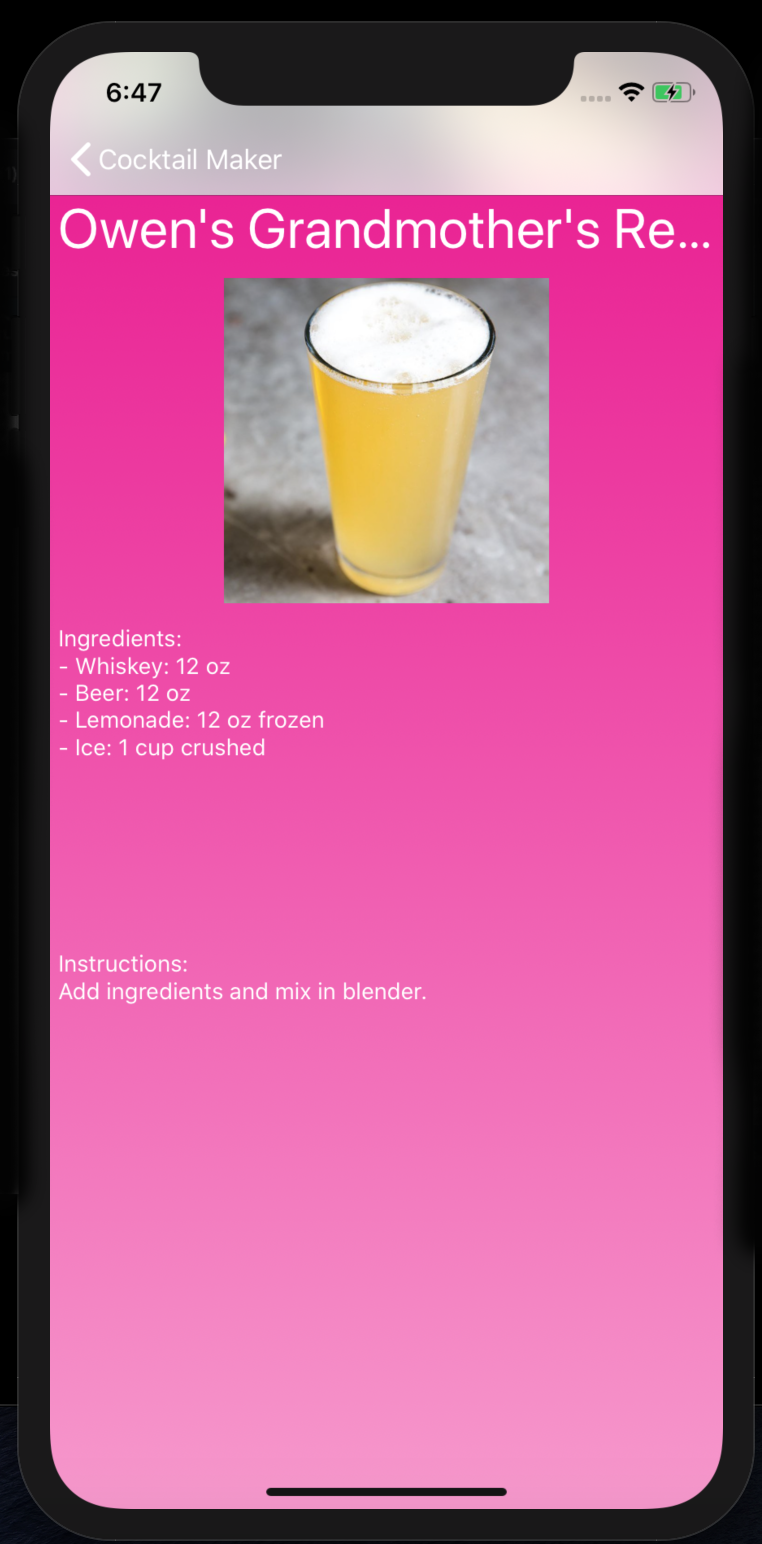 6:47
Cocktail Maker
Owen's Grandmother's Re...
Ingredients:
- Whiskey: 12 oz
- Beer: 12 oz
- Lemonade: 12 oz frozen
- Ice: 1 cup crushed
Instructions:
Add ingredients and mix in blender.